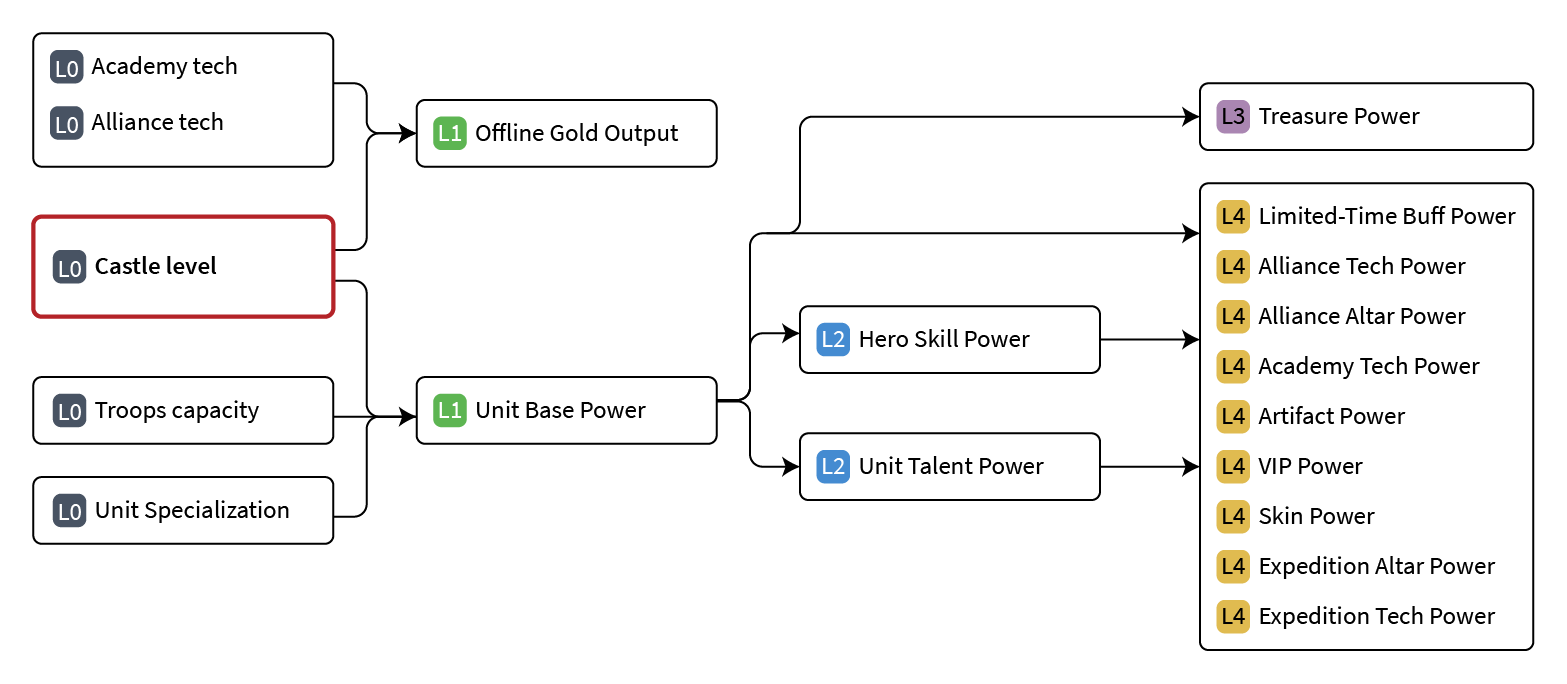 L0 Academy tech
L0 Alliance tech
L1 Offline Gold Output
L3 Treasure Power
L0 Castle level
L0 Troops capacity
L0 Unit Specialization
L1 Unit Base Power
L2 Hero Skill Power
L2 Unit Talent Power
L4 Limited-Time Buff Power
L4 Alliance Tech Power
L4 Alliance Altar Power
L4 Academy Tech Power
L4 Artifact Power
L4 VIP Power
L4 Skin Power
L4 Expedition Altar Power
L4 Expedition Tech Power